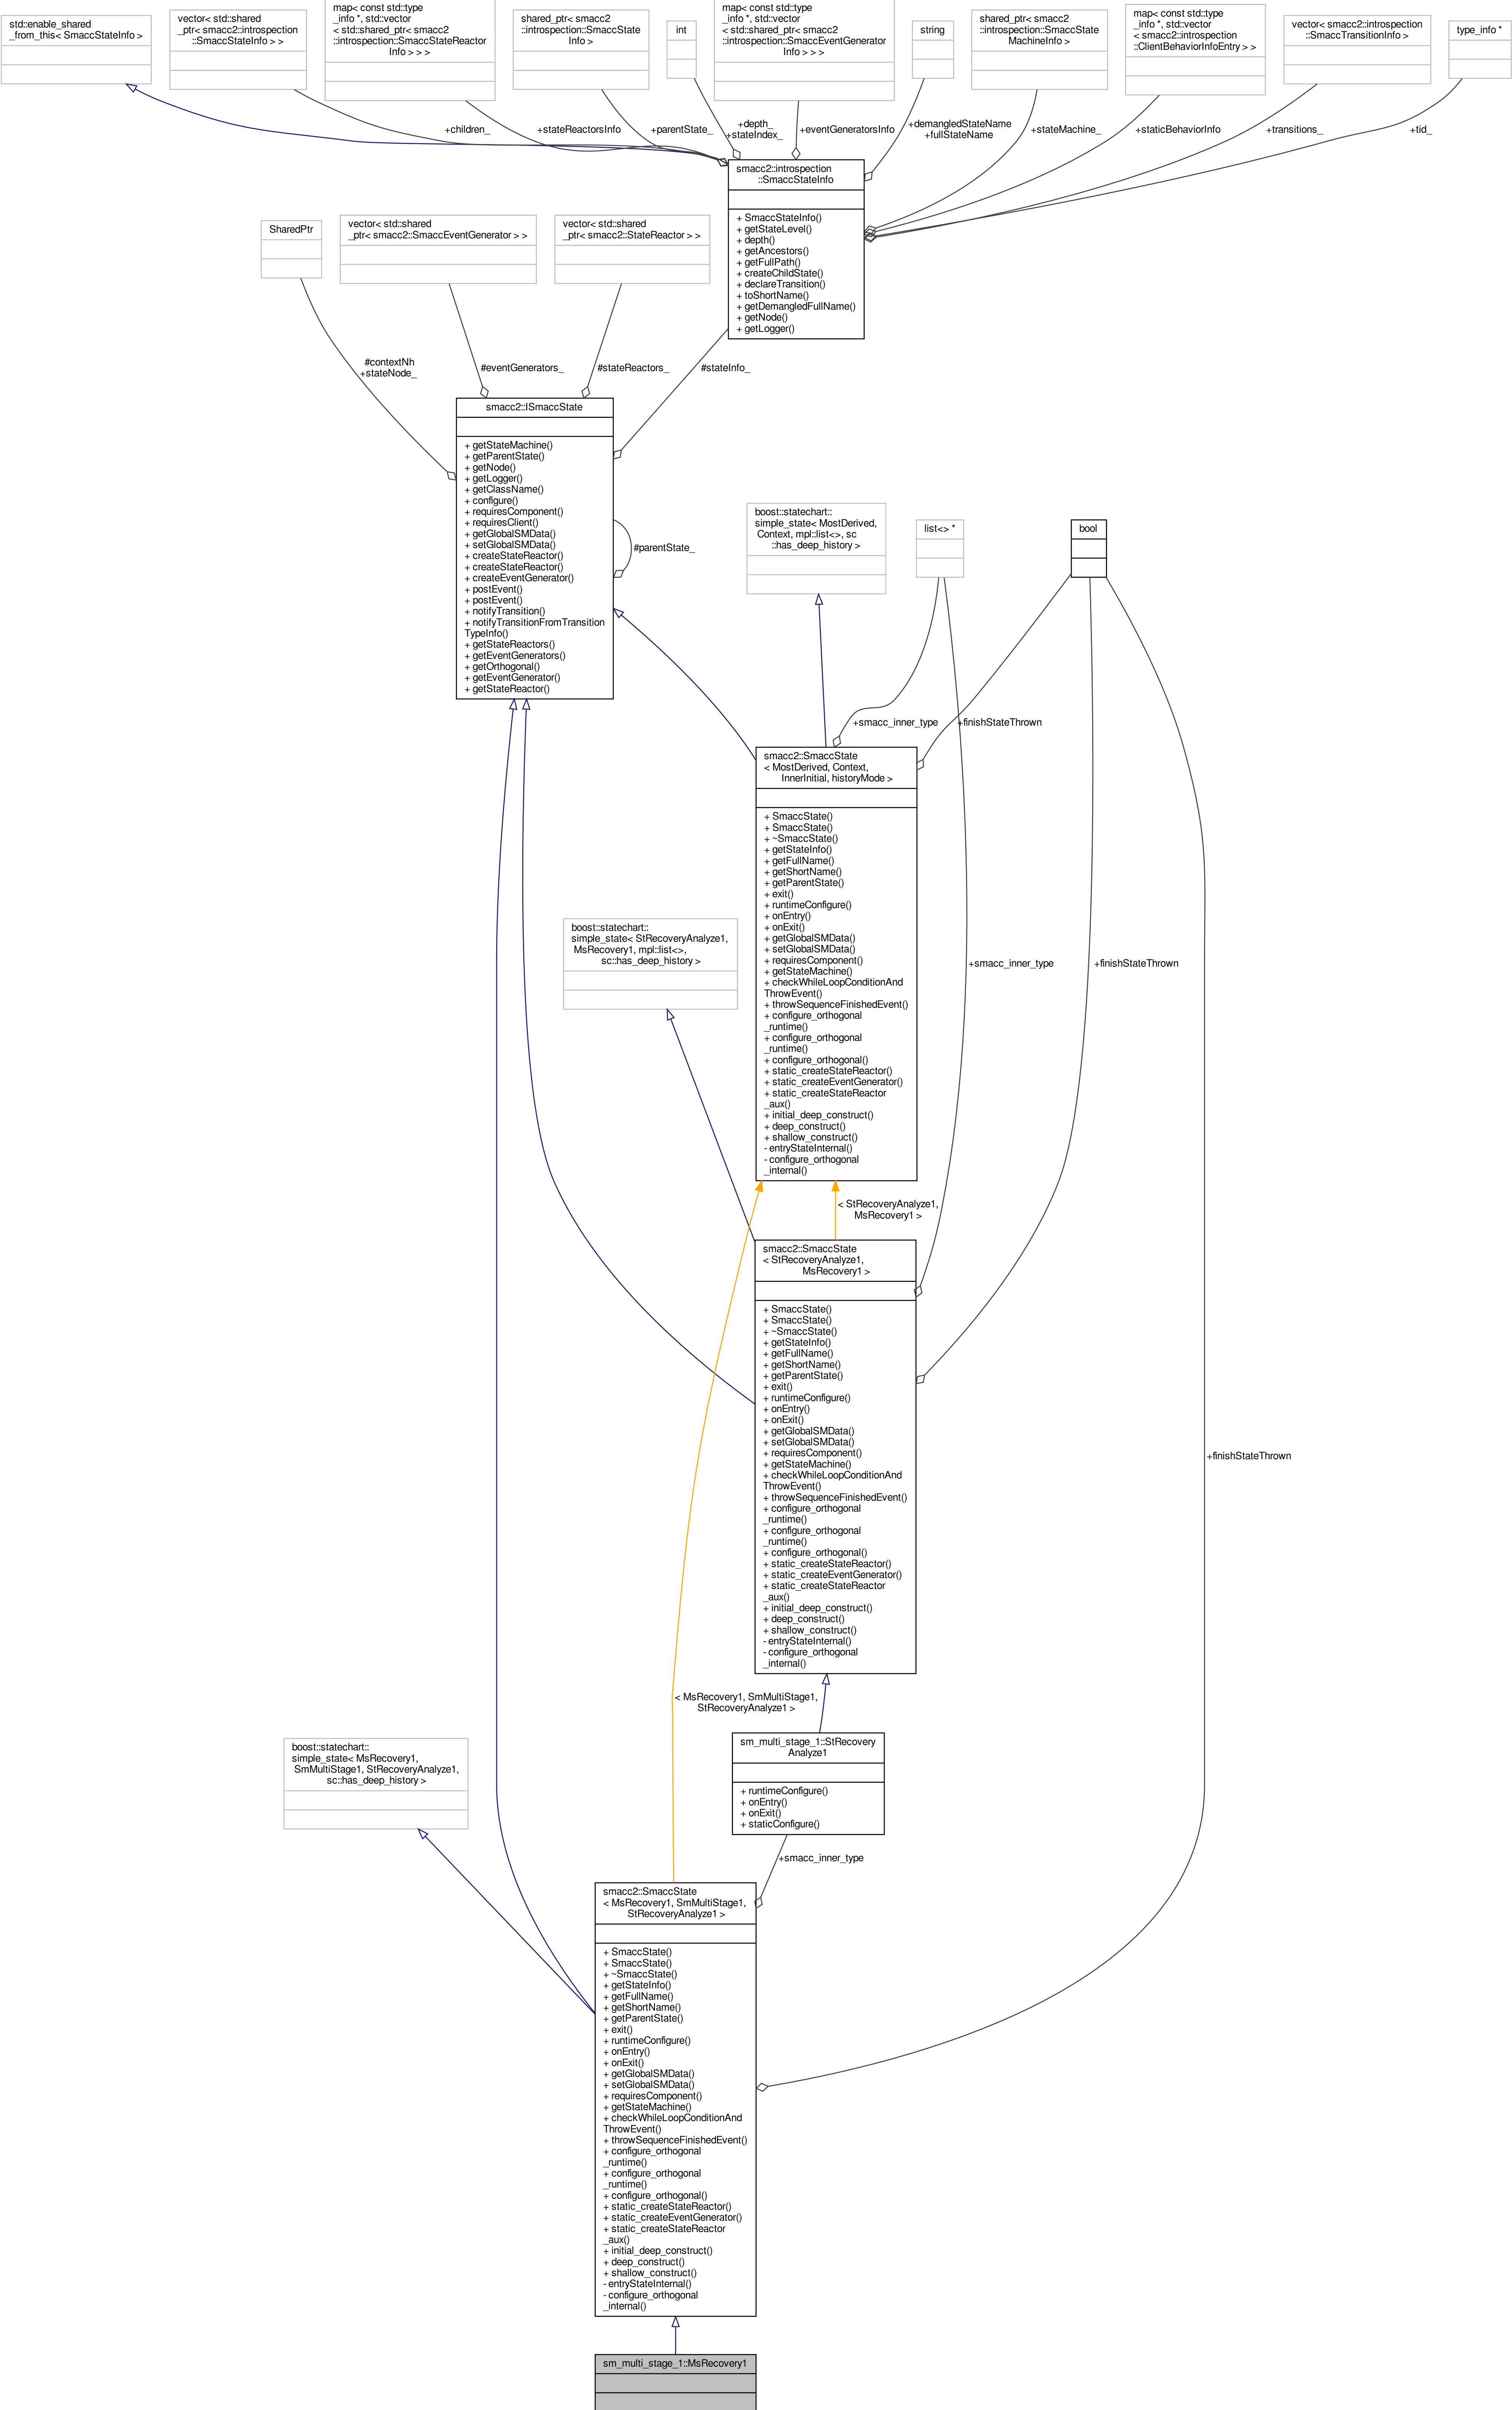 std::enable_shared
_from_this< SmaccStateInfo >
vector< std::shared
_ptr< smacc2::introspection
::SmaccStateInfo > >
map< const std::type
_info *, std::vector
< std::shared_ptr< smacc2
::introspection::SmaccStateReactor
Info > > >
shared_ptr< smacc2
::introspection::SmaccState
Info >
int
map< const std::type
_info *, std::vector
< std::shared_ptr< smacc2
::introspection::SmaccEventGenerator
Info > > >
string
shared_ptr< smacc2
::introspection::SmaccState
MachineInfo >
map< const std::type
_info *, std::vector
< smacc2::introspection
::ClientBehaviorInfoEntry > >
vector< smacc2::introspection
::SmaccTransitionInfo >
type_info *
+children_
+stateReactorsInfo
+parentState_
+depth_
+stateIndex_
+eventGeneratorsInfo
+demangledStateName
+fullStateName
+stateMachine_
+staticBehaviorInfo
+transitions_
+tid_
smacc2::introspection
::SmaccStateInfo
+ SmaccStateInfo()
+ getStateLevel()
+ depth()
+ getAncestors()
+ getFullPath()
+ createChildState()
+ declareTransition()
+ toShortName()
+ getDemangledFullName()
+ getNode()
+ getLogger()
SharedPtr
vector< std::shared
_ptr< smacc2::SmaccEventGenerator > >
vector< std::shared
_ptr< smacc2::StateReactor > >
#contextNh
+stateNode_
#eventGenerators_
#stateReactors_
#stateInfo_
smacc2::ISmaccState
+ getStateMachine()
+ getParentState()
+ getNode()
+ getLogger()
+ getClassName()
+ configure()
+ requiresComponent()
+ requiresClient()
+ getGlobalSMData()
+ setGlobalSMData()
+ createStateReactor()
+ createStateReactor()
+ createEventGenerator()
+ postEvent()
+ postEvent()
+ notifyTransition()
+ notifyTransitionFromTransition
TypeInfo()
+ getStateReactors()
+ getEventGenerators()
+ getOrthogonal()
+ getEventGenerator()
+ getStateReactor()
#parentState_
boost::statechart::
simple_state< MostDerived,
Context, mpl::list<>, sc
::has_deep_history >
list<> *
bool
+smacc_inner_type
+finishStateThrown
smacc2::SmaccState
< MostDerived, Context,
InnerInitial, historyMode >
+ SmaccState()
+ SmaccState()
+ ~SmaccState()
+ getStateInfo()
+ getFullName()
+ getShortName()
+ getParentState()
+ exit()
+ runtimeConfigure()
+ onEntry()
+ onExit()
+ getGlobalSMData()
+ setGlobalSMData()
+ requiresComponent()
+ getStateMachine()
+ checkWhileLoopConditionAnd
ThrowEvent()
+ throwSequenceFinishedEvent()
+ configure_orthogonal
_runtime()
+ configure_orthogonal
_runtime()
+ configure_orthogonal()
+ static_createStateReactor()
+ static_createEventGenerator()
+ static_createStateReactor
_aux()
+ initial_deep_construct()
+ deep_construct()
+ shallow_construct()
- entryStateInternal()
- configure_orthogonal
_internal()
boost::statechart::
simple_state< StRecoveryAnalyze1,
MsRecovery1, mpl::list<>,
sc::has_deep_history >
+smacc_inner_type
+finishStateThrown
< StRecoveryAnalyze1,
MsRecovery1 >
smacc2::SmaccState
< StRecoveryAnalyze1,
MsRecovery1 >
+ SmaccState()
+ SmaccState()
+ ~SmaccState()
+ getStateInfo()
+ getFullName()
+ getShortName()
+ getParentState()
+ exit()
+ runtimeConfigure()
+ onEntry()
+ onExit()
+ getGlobalSMData()
+ setGlobalSMData()
+ requiresComponent()
+ getStateMachine()
+ checkWhileLoopConditionAnd
ThrowEvent()
+ throwSequenceFinishedEvent()
+ configure_orthogonal
_runtime()
+ configure_orthogonal
_runtime()
+ configure_orthogonal()
+ static_createStateReactor()
+ static_createEventGenerator()
+ static_createStateReactor
_aux()
+ initial_deep_construct()
+ deep_construct()
+ shallow_construct()
- entryStateInternal()
- configure_orthogonal
_internal()
+finishStateThrown
< MsRecovery1, SmMultiStage1,
StRecoveryAnalyze1 >
boost::statechart::
simple_state< MsRecovery1,
SmMultiStage1, StRecoveryAnalyze1,
sc::has_deep_history >
sm_multi_stage_1::StRecovery
Analyze1
+ runtimeConfigure()
+ onEntry()
+ onExit()
+ staticConfigure()
+smacc_inner_type
smacc2::SmaccState
< MsRecovery1, SmMultiStage1,
StRecoveryAnalyze1 >
+ SmaccState()
+ SmaccState()
+ ~SmaccState()
+ getStateInfo()
+ getFullName()
+ getShortName()
+ getParentState()
+ exit()
+ runtimeConfigure()
+ onEntry()
+ onExit()
+ getGlobalSMData()
+ setGlobalSMData()
+ requiresComponent()
+ getStateMachine()
+ checkWhileLoopConditionAnd
ThrowEvent()
+ throwSequenceFinishedEvent()
+ configure_orthogonal
_runtime()
+ configure_orthogonal
_runtime()
+ configure_orthogonal()
+ static_createStateReactor()
+ static_createEventGenerator()
+ static_createStateReactor
_aux()
+ initial_deep_construct()
+ deep_construct()
+ shallow_construct()
- entryStateInternal()
- configure_orthogonal
_internal()
sm_multi_stage_1::MsRecovery1